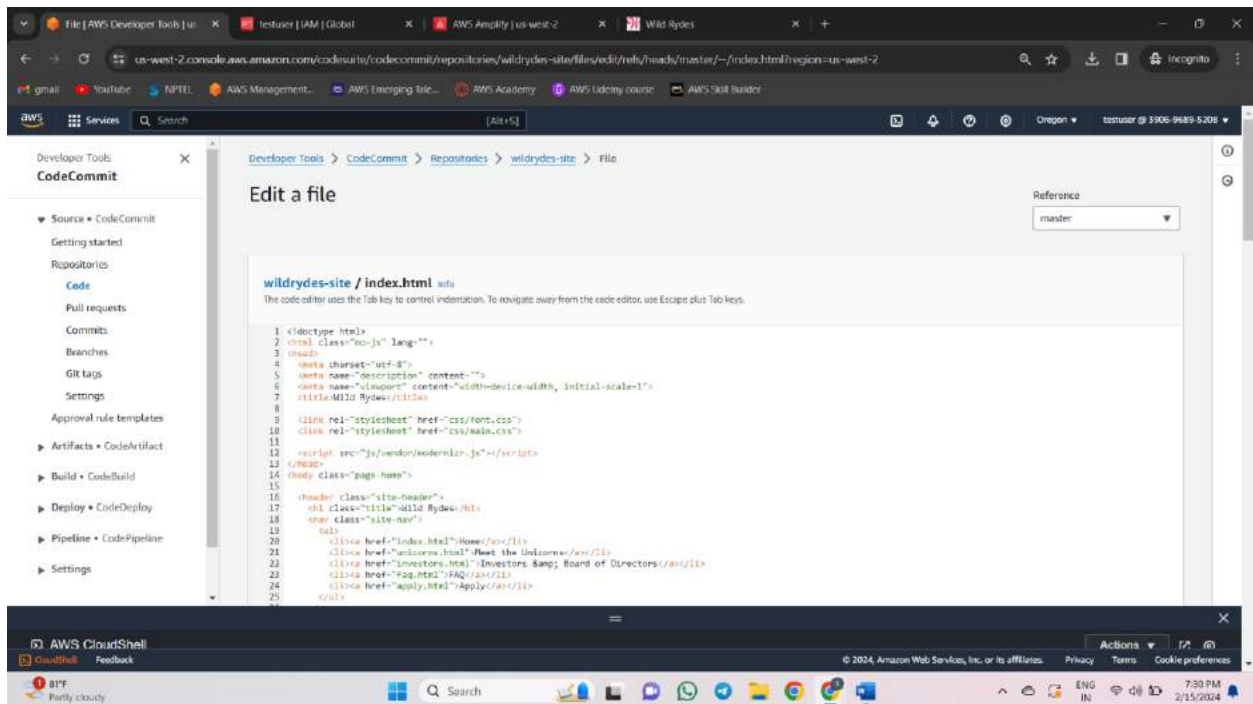 File | AWS Developer Tools | us
testuser | IAM | Global
AWS Amplify | us-west-2
Wild Rydes
us-west-2.console.aws.amazon.com/codesuite/codecommit/repositories/wildrydes-site/files/edit/refs/heads/master/--/index.html?region=us-west-2
Incognito
gmail
YouTube
NPTEL
AWS Management...
AWS Emerging Tale...
AWS Academy
AWS Udemy course
AWS Skill Builder
aws
Services
Search
[Alt+S]
Oregon
testuser @ 3906-9689-5208
Developer Tools
CodeCommit
Source • CodeCommit
Getting started
Repositories
Code
Pull requests
Commits
Branches
Git tags
Settings
Approval rule templates
Artifacts • CodeArtifact
Build • CodeBuild
Deploy • CodeDeploy
Pipeline • CodePipeline
Settings
Developer Tools > CodeCommit > Repositories > wildrydes-site > File
Edit a file
Reference
master
wildrydes-site / index.html Info
The code editor uses the Tab key to control indentation. To navigate away from the code editor, use Escape plus Tab keys.
1 <!doctype html>
2 <html class="no-js" lang="">
3 <head>
4 <meta charset="utf-8">
5 <meta name="description" content="">
6 <meta name="viewport" content="width=device-width, initial-scale=1">
7 <title>Wild Rydes</title>
8
9 <link rel="stylesheet" href="css/font.css">
10 <link rel="stylesheet" href="css/main.css">
11
12 <script src="js/vendor/modernizr.js"></script>
13 </head>
14 <body class="page-home">
15
16 <header class="site-header">
17 <h1 class="title">Wild Rydes</h1>
18 <nav class="site-nav">
19 <ul>
20 <li><a href="index.html">Home</a></li>
21 <li><a href="unicorns.html">Meet the Unicorns</a></li>
22 <li><a href="investors.html">Investors &amp; Board of Directors</a></li>
23 <li><a href="faq.html">FAQ</a></li>
24 <li><a href="apply.html">Apply</a></li>
25 </ul>
AWS CloudShell
Actions
CloudShell
Feedback
© 2024, Amazon Web Services, Inc. or its affiliates.
Privacy
Terms
Cookie preferences
81°F
Partly cloudy
Search
ENG
IN
7:30 PM
2/15/2024